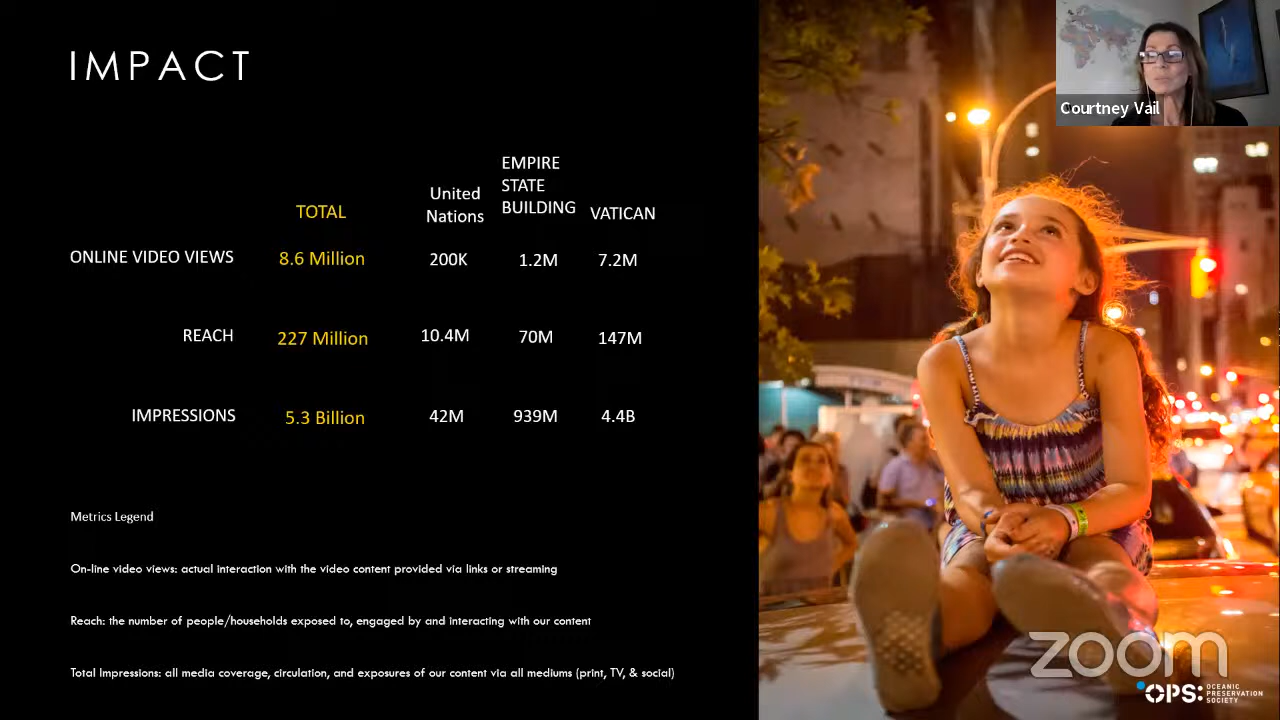 IMPACT
Courtney Vail
TOTAL
United
Nations
EMPIRE
STATE
BUILDING
VATICAN
ONLINE VIDEO VIEWS 8.6 Million 200K 1.2M 7.2M
REACH 227 Million 10.4M 70M 147M
IMPRESSIONS 5.3 Billion 42M 939M 4.4B
Metrics Legend
On-line video views: actual interaction with the video content provided via links or streaming
Reach: the number of people/households exposed to, engaged by and interacting with our content
Total Impressions: all media coverage, circulation, and exposures of our content via all mediums (print, TV, & social)
zoom
OPS: OCEANIC
PRESERVATION
SOCIETY